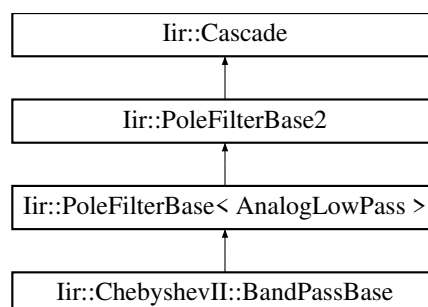 Iir::Cascade
Iir::PoleFilterBase2
Iir::PoleFilterBase< AnalogLowPass >
Iir::ChebyshevII::BandPassBase